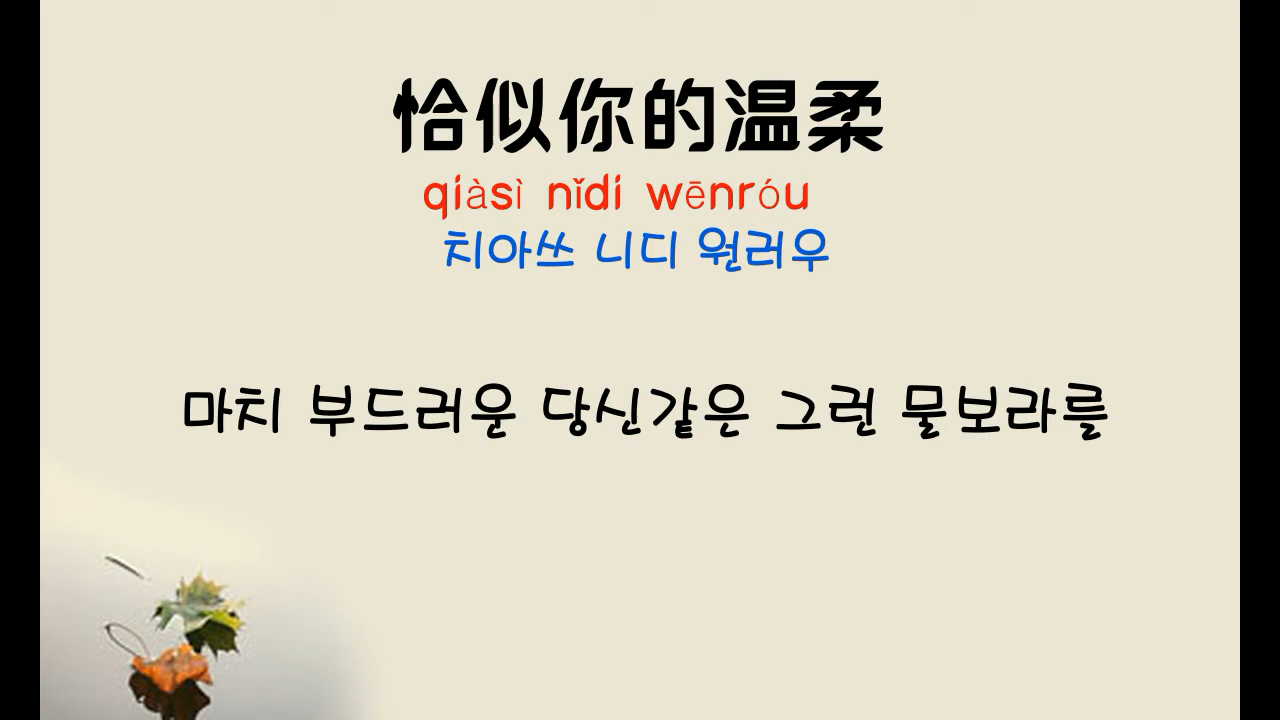 恰似你的温柔
qiàsì nǐdi wēnróu
치아쓰 니디 원러우
마치 부드러운 당신같은 그런 물보라를